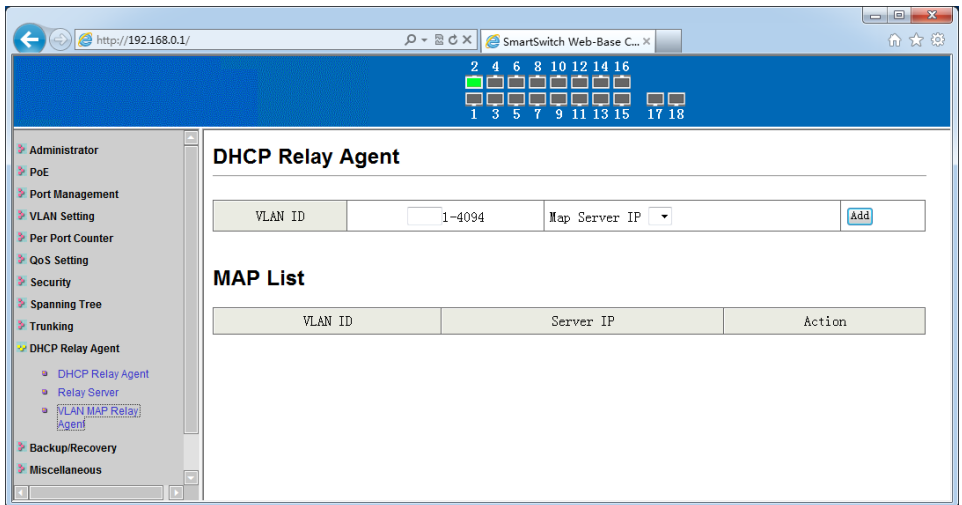 http://192.168.0.1/
SmartSwitch Web-Base C...
2 4 6 8 10 12 14 16
1 3 5 7 9 11 13 15 17 18
Administrator
PoE
Port Management
VLAN Setting
Per Port Counter
QoS Setting
Security
Spanning Tree
Trunking
DHCP Relay Agent
DHCP Relay Agent
Relay Server
VLAN MAP Relay
Agent
Backup/Recovery
Miscellaneous
DHCP Relay Agent
VLAN ID 1-4094 Map Server IP Add
MAP List
VLAN ID Server IP Action